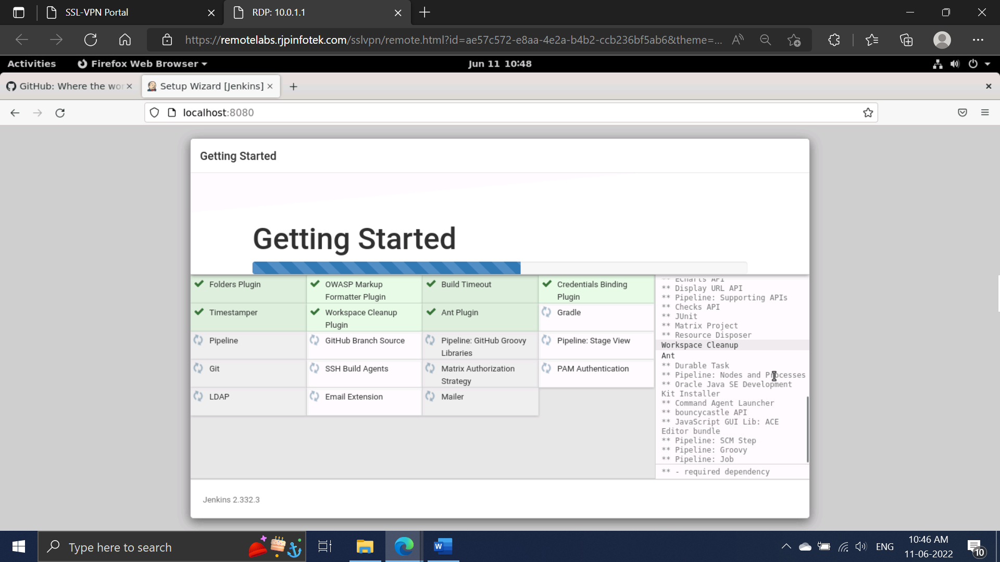 SSL-VPN Portal
RDP: 10.0.1.1
https://remotelabs.rjpinfotek.com/sslvpn/remote.html?id=ae57c572-e8aa-4e2a-b4b2-ccb236bf5ab6&theme=...
Activities
Firefox Web Browser
Jun 11 10:48
GitHub: Where the wor
Setup Wizard [Jenkins]
localhost:8080
Getting Started
Getting Started
Folders Plugin
OWASP Markup
Formatter Plugin
Build Timeout
Credentials Binding
Plugin
Timestamper
Workspace Cleanup
Plugin
Ant Plugin
Gradle
Pipeline
GitHub Branch Source
Pipeline: GitHub Groovy
Libraries
Pipeline: Stage View
Git
SSH Build Agents
Matrix Authorization
Strategy
PAM Authentication
LDAP
Email Extension
Mailer
** ECharts API
** Display URL API
** Pipeline: Supporting APIs
** Checks API
** JUnit
** Matrix Project
** Resource Disposer
Workspace Cleanup
Ant
** Durable Task
** Pipeline: Nodes and Processes
** Oracle Java SE Development
Kit Installer
** Command Agent Launcher
** bouncycastle API
** JavaScript GUI Lib: ACE
Editor bundle
** Pipeline: SCM Step
** Pipeline: Groovy
** Pipeline: Job
** - required dependency
Jenkins 2.332.3
Type here to search
W
ENG
10:46 AM
11-06-2022
10